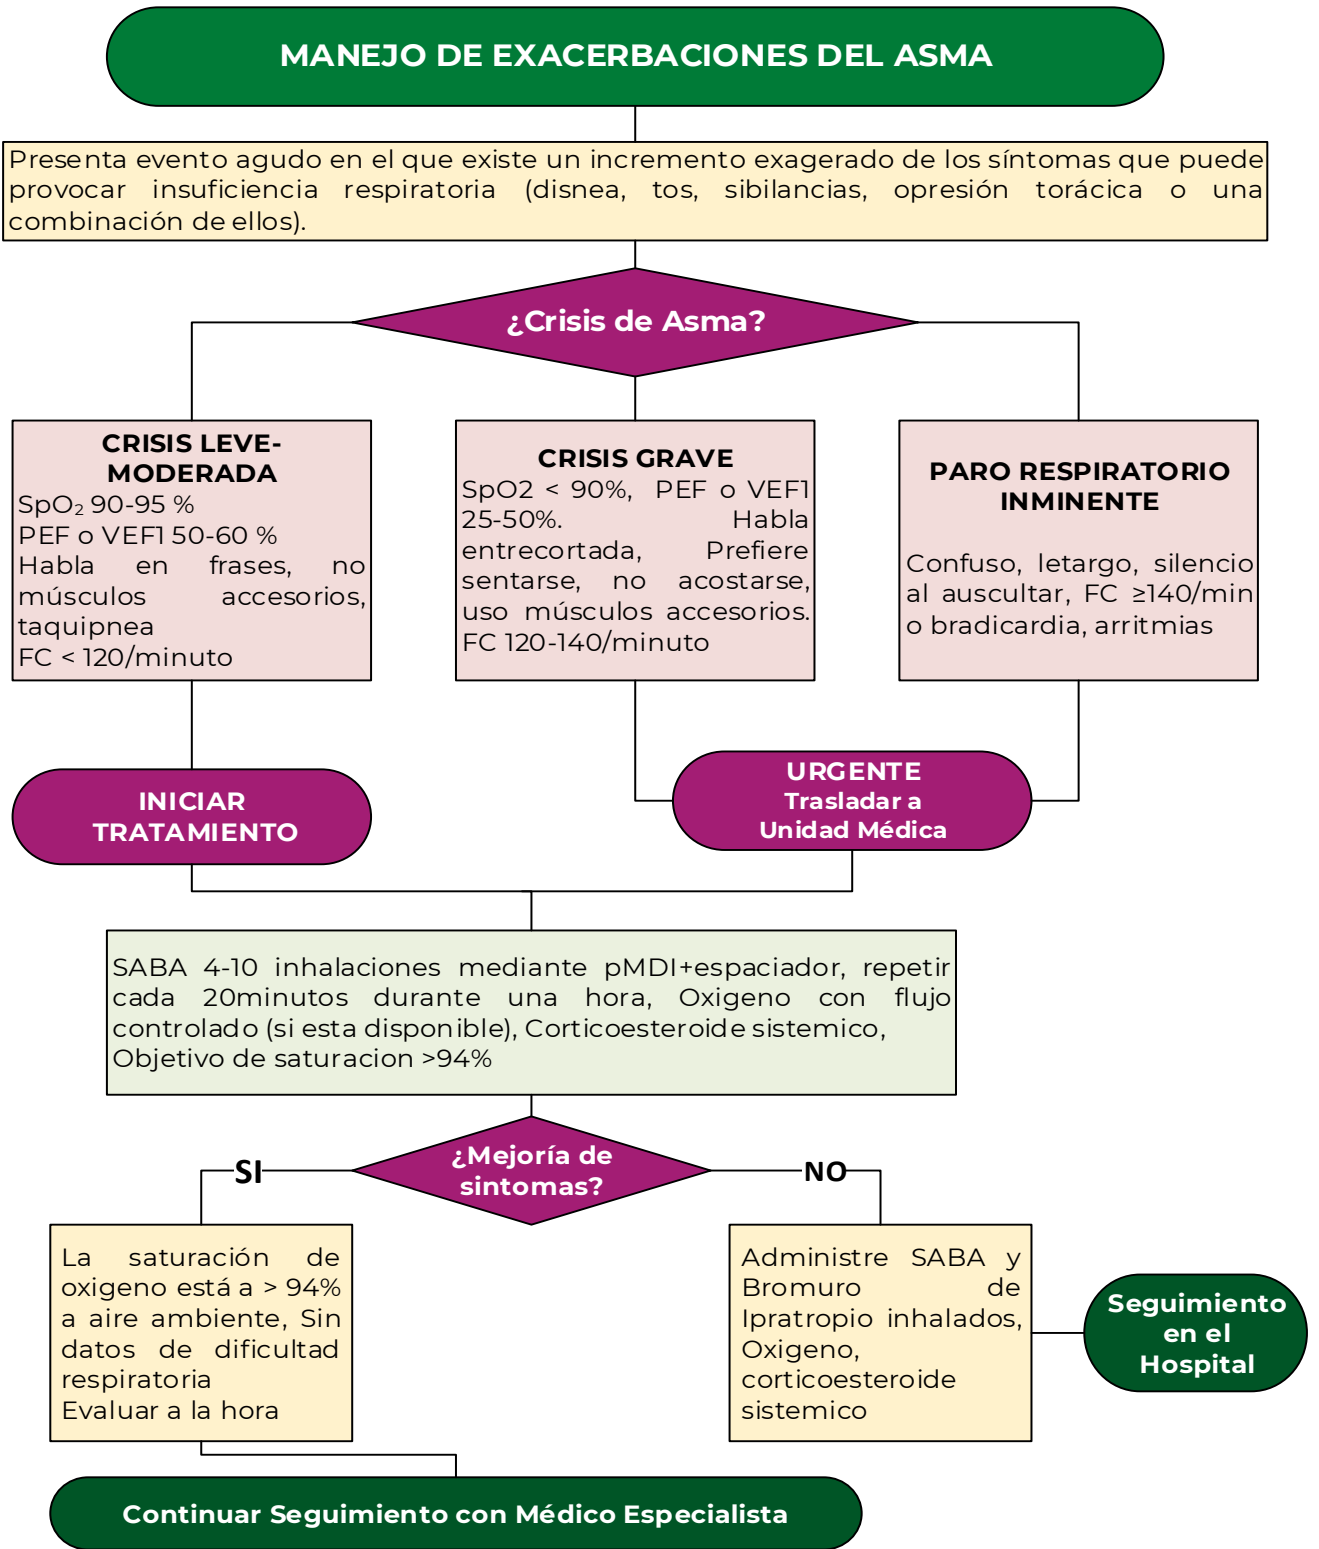 MANEJO DE EXACERBACIONES DEL ASMA
Presenta evento agudo en el que existe un incremento exagerado de los síntomas que puede
provocar insuficiencia respiratoria (disnea, tos, sibilancias, opresión torácica o una
combinación de ellos).
¿Crisis de Asma?
CRISIS LEVE-
MODERADA
SpO₂ 90-95 %
PEF o VEF1 50-60 %
Habla en frases, no
músculos accesorios,
taquipnea
FC < 120/minuto
CRISIS GRAVE
SpO2 < 90%, PEF o VEF1
25-50%. Habla
entrecortada, Prefiere
sentarse, no acostarse,
uso músculos accesorios.
FC 120-140/minuto
PARO RESPIRATORIO
INMINENTE
Confuso, letargo, silencio
al auscultar, FC ≥140/min
o bradicardia, arritmias
INICIAR
TRATAMIENTO
URGENTE
Trasladar a
Unidad Médica
SABA 4-10 inhalaciones mediante pMDI+espaciador, repetir
cada 20minutos durante una hora, Oxigeno con flujo
controlado (si esta disponible), Corticoesteroide sistemico,
Objetivo de saturacion >94%
¿Mejoría de
sintomas?
SI
NO
La saturación de
oxigeno está a > 94%
a aire ambiente, Sin
datos de dificultad
respiratoria
Evaluar a la hora
Administre SABA y
Bromuro de
Ipratropio inhalados,
Oxigeno,
corticoesteroide
sistemico
Seguimiento
en el
Hospital
Continuar Seguimiento con Médico Especialista